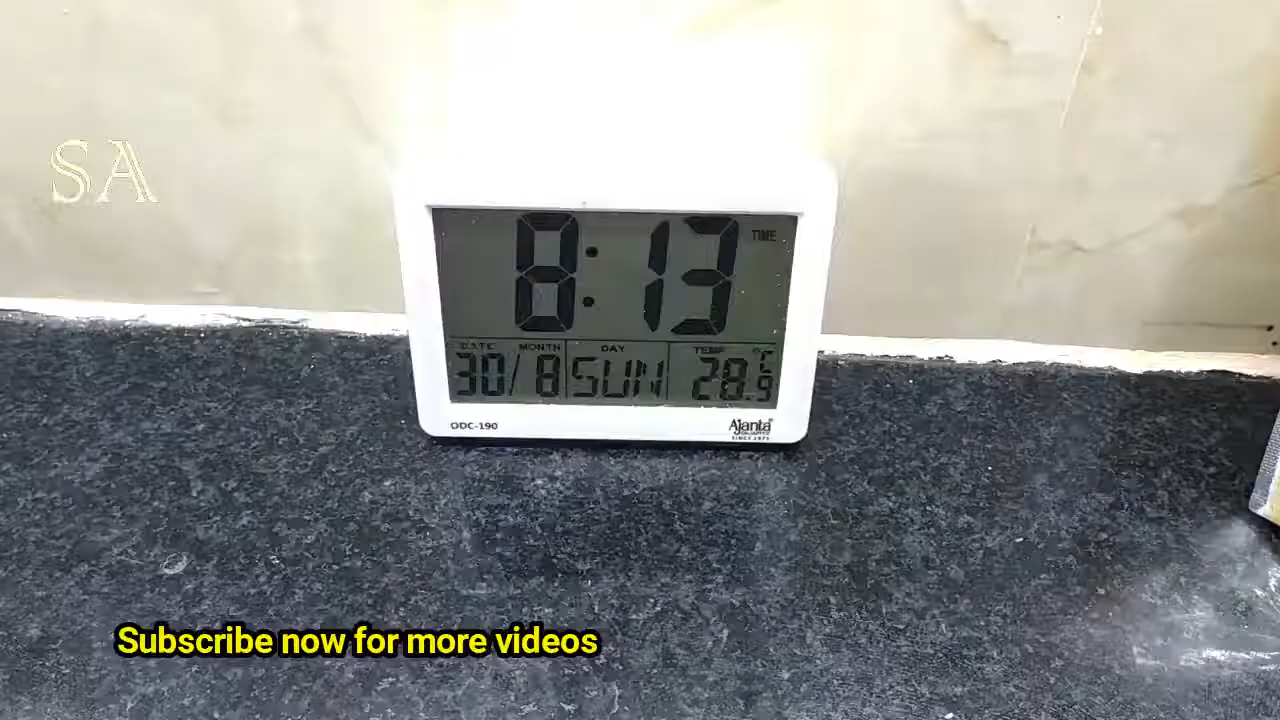 SA
8:13 TIME
DATE MONTH DAY TEMP °C
30/8 SUN 28.9
ODC-190 Ajanta
QUARTZ
SINCE 1971
Subscribe now for more videos